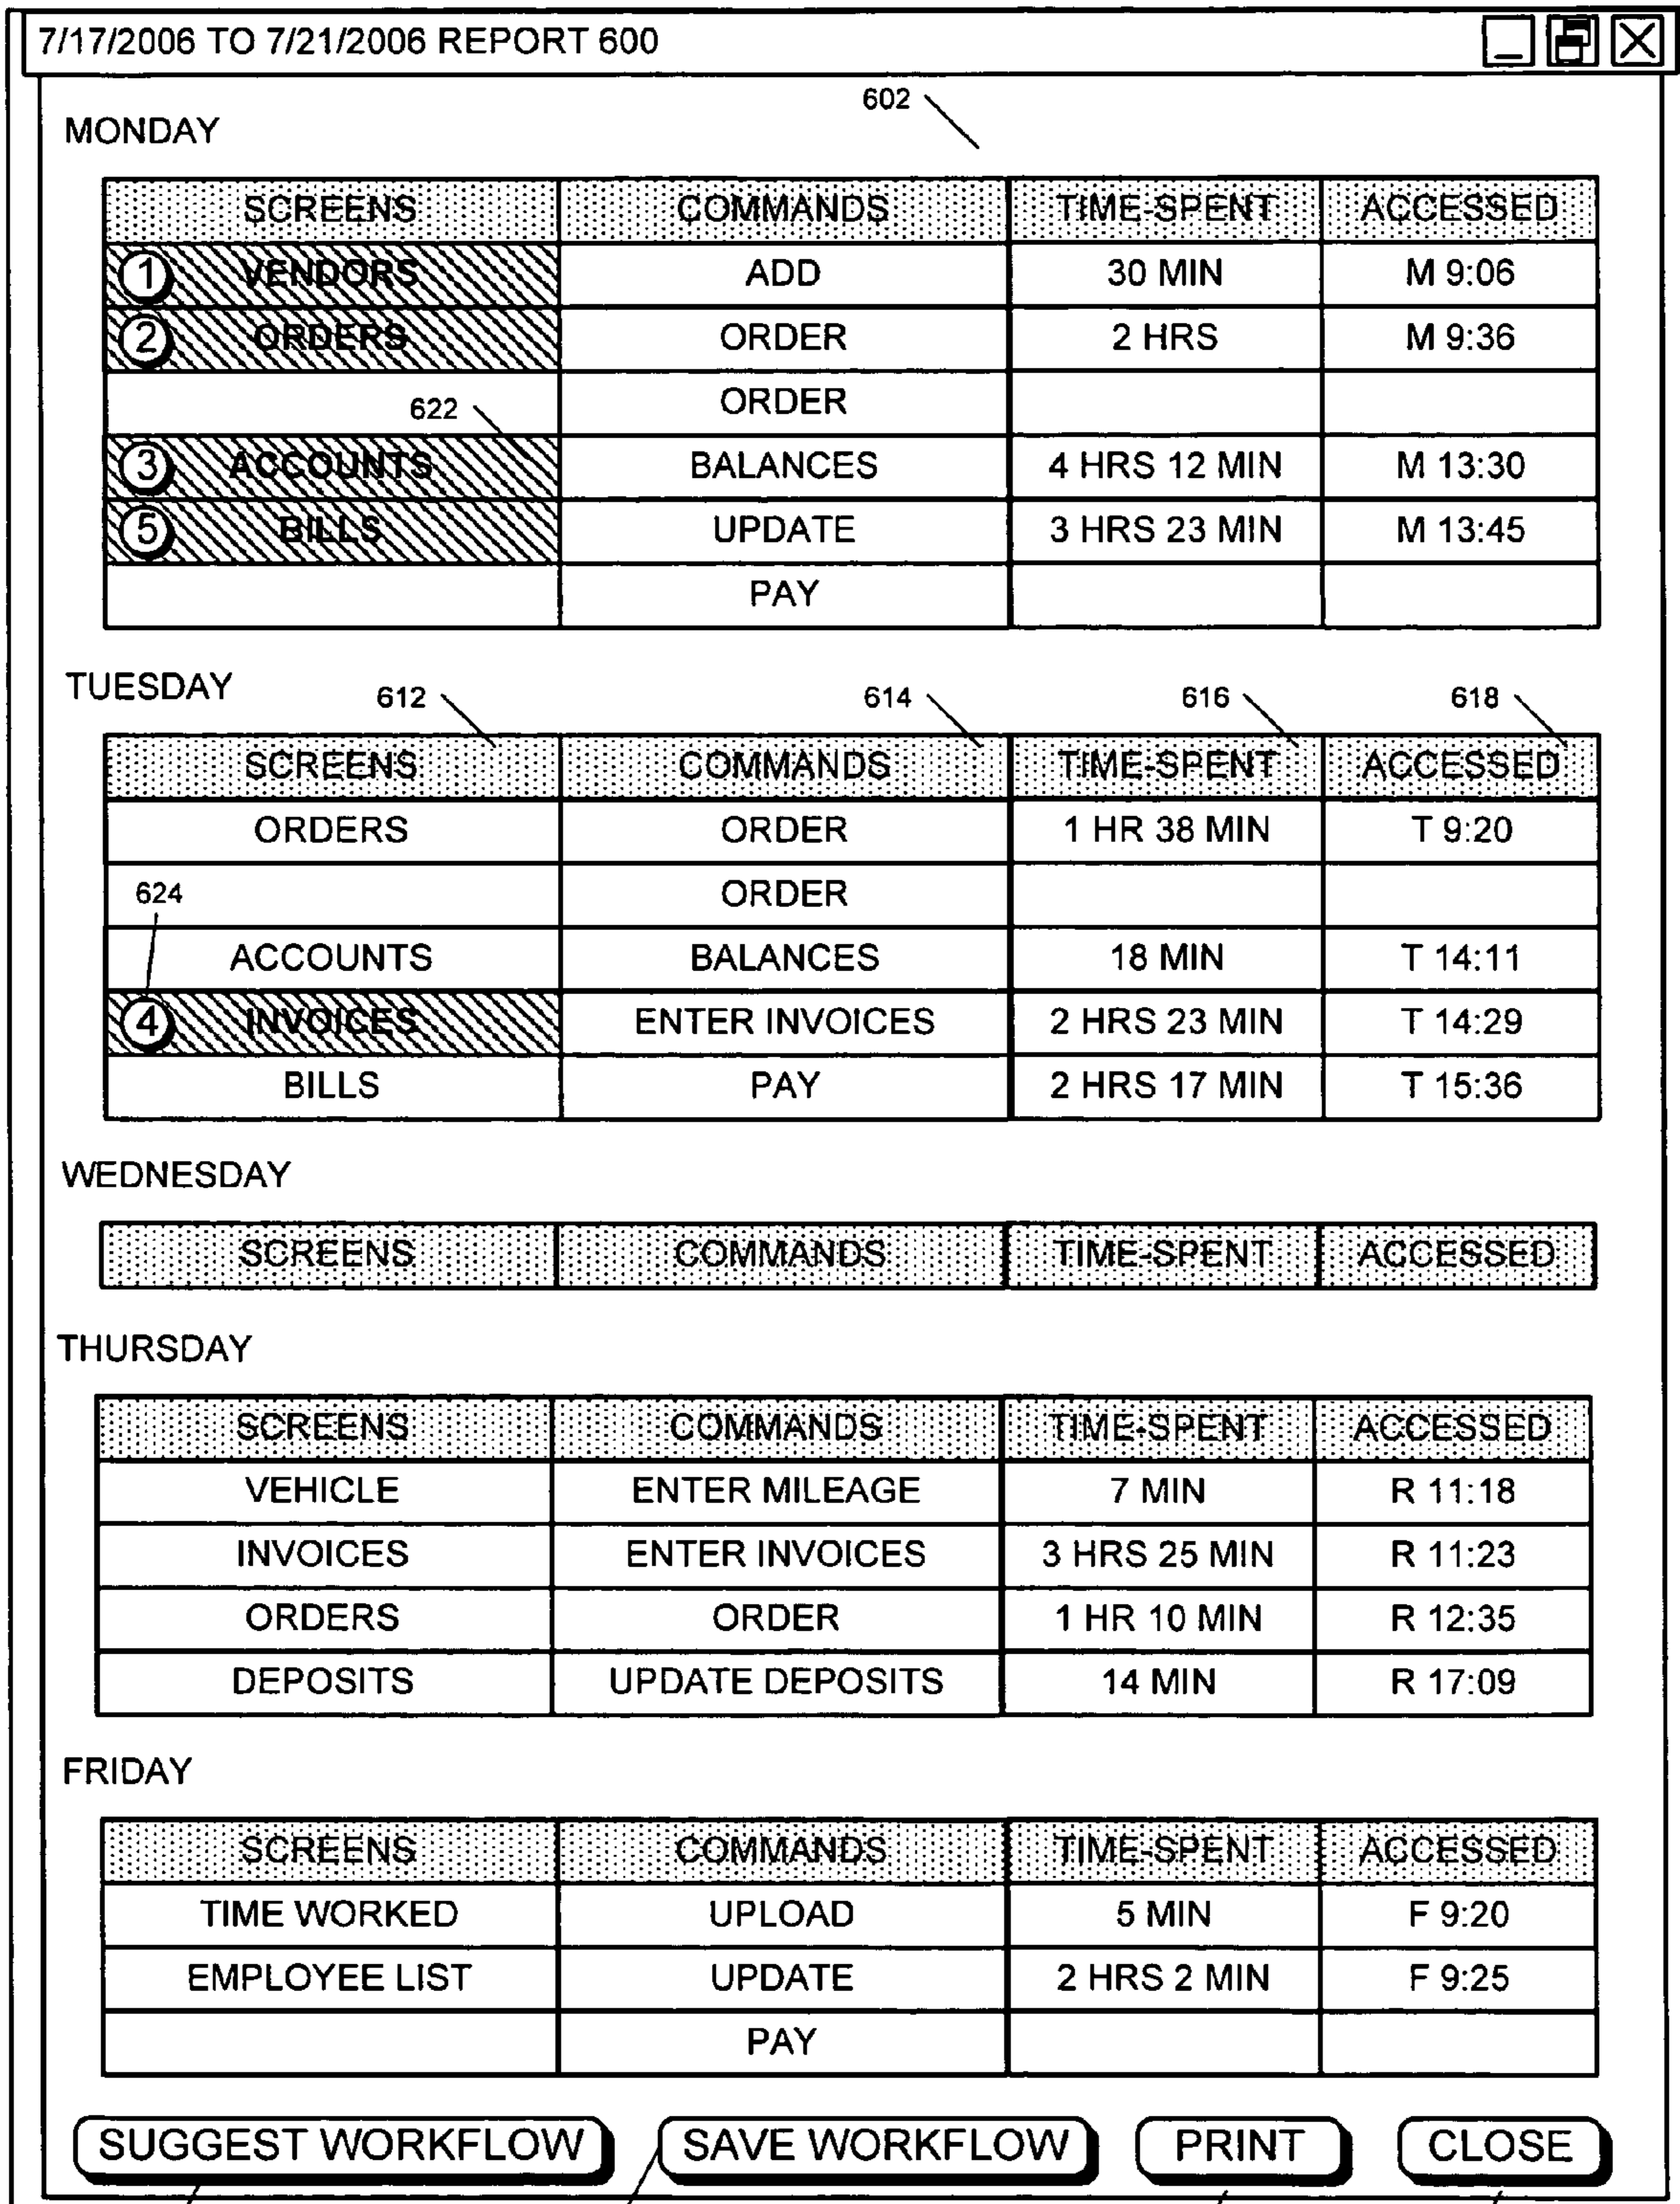 7/17/2006 TO 7/21/2006 REPORT 600
602
MONDAY
SCREENS COMMANDS TIME-SPENT ACCESSED
1 VENDORS ADD 30 MIN M 9:06
2 ORDERS ORDER 2 HRS M 9:36
622 ORDER
3 ACCOUNTS BALANCES 4 HRS 12 MIN M 13:30
5 BILLS UPDATE 3 HRS 23 MIN M 13:45
PAY
TUESDAY 612 614 616 618
SCREENS COMMANDS TIME-SPENT ACCESSED
ORDERS ORDER 1 HR 38 MIN T 9:20
624 ORDER
ACCOUNTS BALANCES 18 MIN T 14:11
4 INVOICES ENTER INVOICES 2 HRS 23 MIN T 14:29
BILLS PAY 2 HRS 17 MIN T 15:36
WEDNESDAY
SCREENS COMMANDS TIME-SPENT ACCESSED
THURSDAY
SCREENS COMMANDS TIME-SPENT ACCESSED
VEHICLE ENTER MILEAGE 7 MIN R 11:18
INVOICES ENTER INVOICES 3 HRS 25 MIN R 11:23
ORDERS ORDER 1 HR 10 MIN R 12:35
DEPOSITS UPDATE DEPOSITS 14 MIN R 17:09
FRIDAY
SCREENS COMMANDS TIME-SPENT ACCESSED
TIME WORKED UPLOAD 5 MIN F 9:20
EMPLOYEE LIST UPDATE 2 HRS 2 MIN F 9:25
PAY
SUGGEST WORKFLOW SAVE WORKFLOW PRINT CLOSE